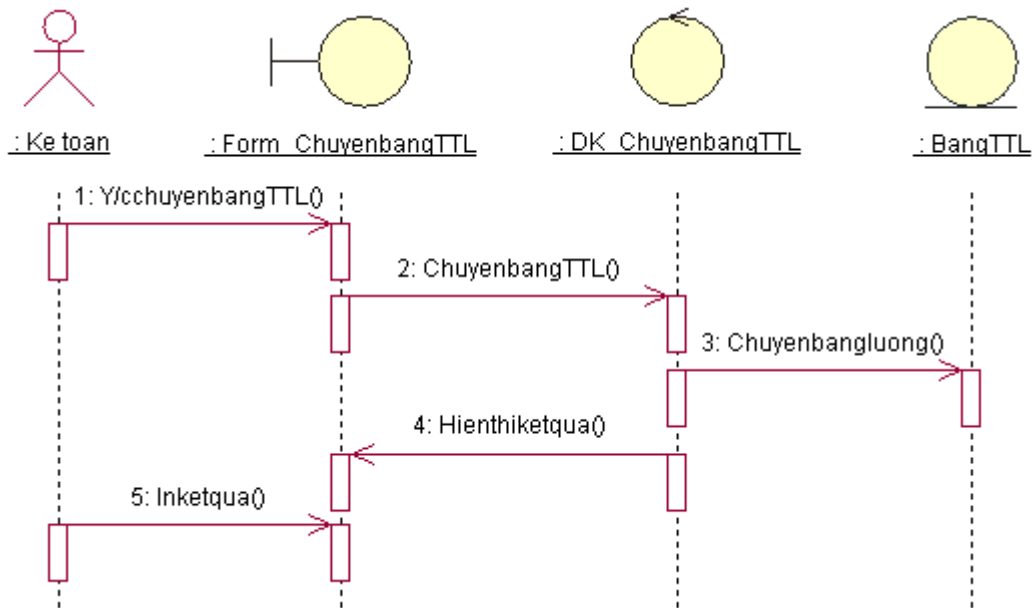 : Ke toan
: Form_ChuyenbangTTL
: DK_ChuyenbangTTL
: BangTTL
1: Y/cchuyenbangTTL()
2: ChuyenbangTTL()
3: Chuyenbangluong()
4: Hienthiketqua()
5: Inketqua()